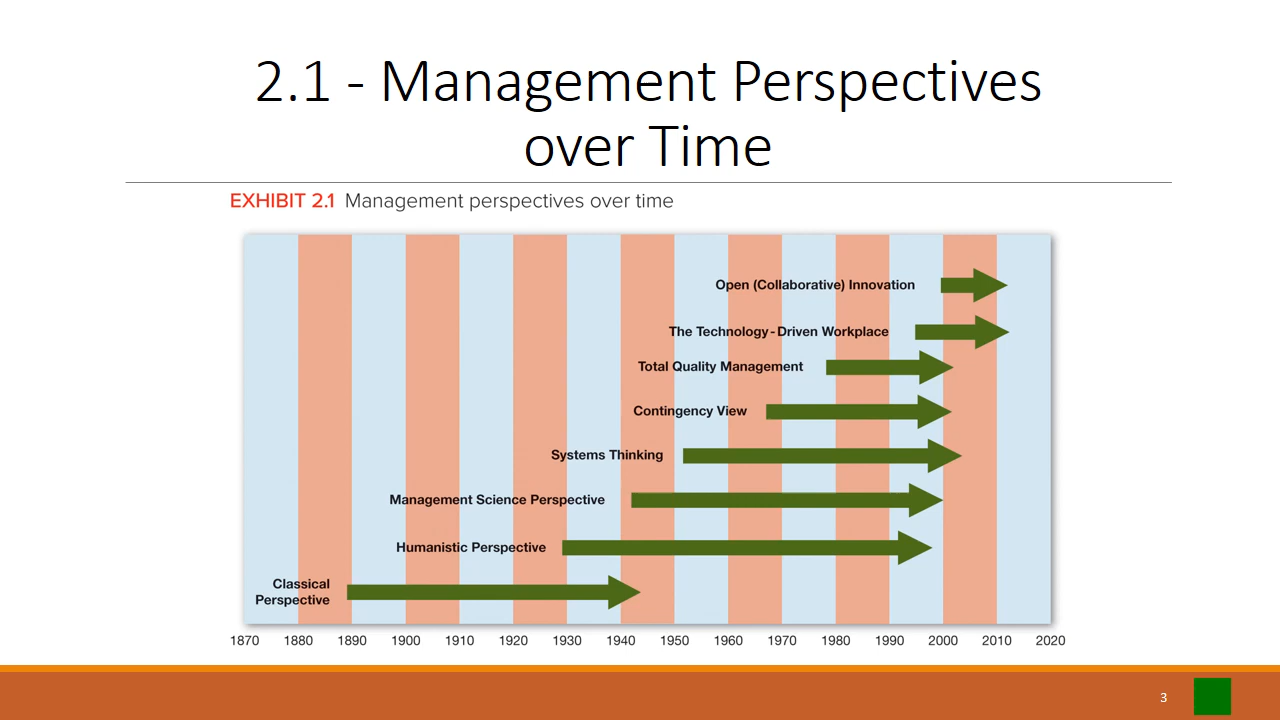 2.1 - Management Perspectives
over Time
EXHIBIT 2.1 Management perspectives over time
Open (Collaborative) Innovation
The Technology-Driven Workplace
Total Quality Management
Contingency View
Systems Thinking
Management Science Perspective
Humanistic Perspective
Classical
Perspective
1870 1880 1890 1900 1910 1920 1930 1940 1950 1960 1970 1980 1990 2000 2010 2020
3